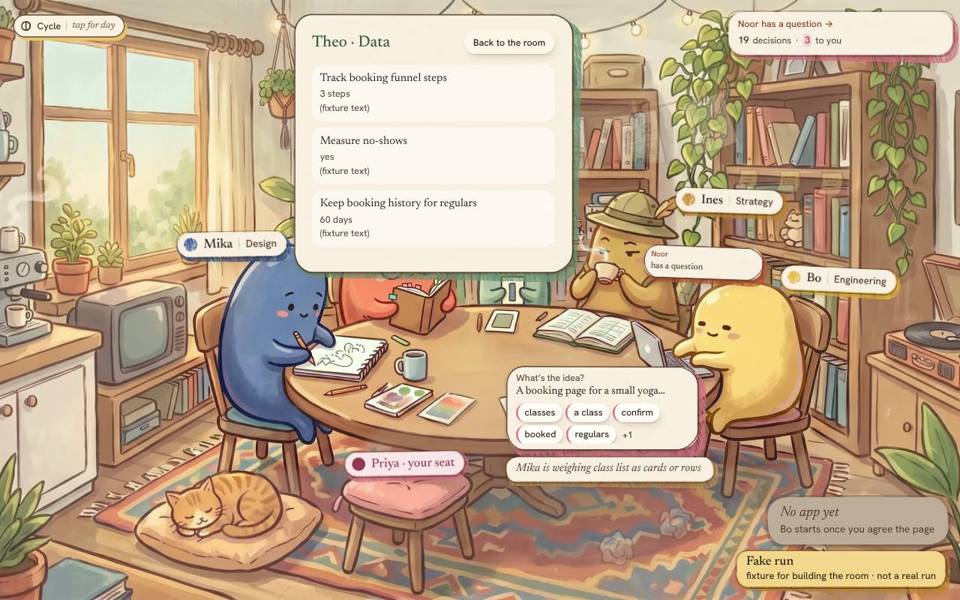 Cycle | tap for day
Theo · Data
Back to the room
Track booking funnel steps
3 steps
(fixture text)
Measure no-shows
yes
(fixture text)
Keep booking history for regulars
60 days
(fixture text)
Noor has a question →
19 decisions · 3 to you
Ines | Strategy
Mika | Design
Noor
has a question
Bo | Engineering
What's the idea?
A booking page for a small yoga...
classes a class confirm
booked regulars +1
Mika is weighing class list as cards or rows
Priya · your seat
No app yet
Bo starts once you agree the page
Fake run
fixture for building the room · not a real run